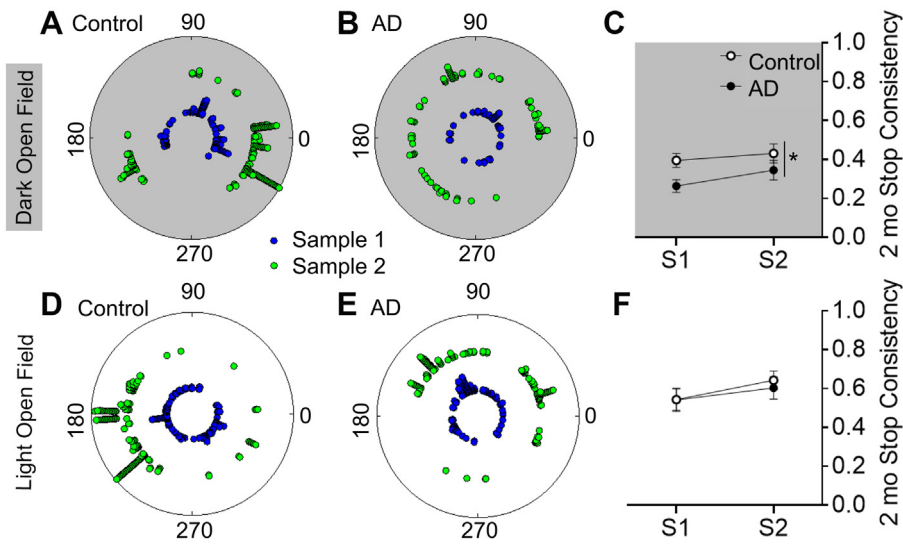 A Control 90
B AD 90
C
Dark Open Field
180
0
270
180
0
270
Control
AD
*
1.0
0.8
0.6
0.4
0.2
0.0
S1 S2
2 mo Stop Consistency
Sample 1
Sample 2
D Control 90
E AD 90
F
Light Open Field
180
0
270
180
0
270
1.0
0.8
0.6
0.4
0.2
0.0
S1 S2
2 mo Stop Consistency